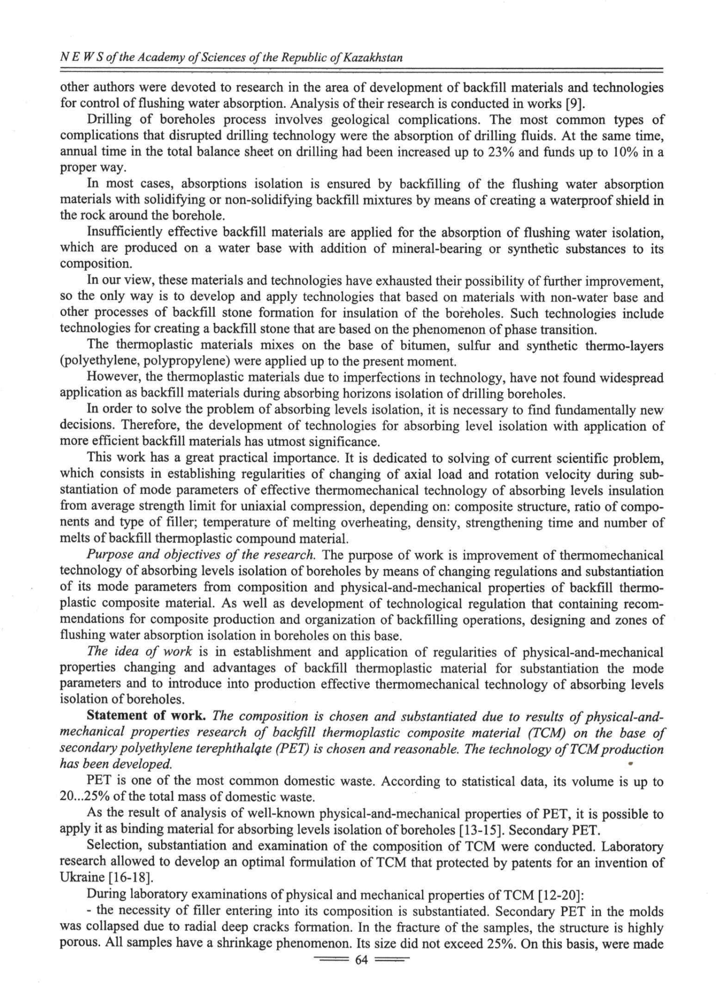 N E W S of the Academy of Sciences of the Republic of Kazakhstan
other authors were devoted to research in the area of development of backfill materials and technologies
for control of flushing water absorption. Analysis of their research is conducted in works [9].
Drilling of boreholes process involves geological complications. The most common types of
complications that disrupted drilling technology were the absorption of drilling fluids. At the same time,
annual time in the total balance sheet on drilling had been increased up to 23% and funds up to 10% in a
proper way.
In most cases, absorptions isolation is ensured by backfilling of the flushing water absorption
materials with solidifying or non-solidifying backfill mixtures by means of creating a waterproof shield in
the rock around the borehole.
Insufficiently effective backfill materials are applied for the absorption of flushing water isolation,
which are produced on a water base with addition of mineral-bearing or synthetic substances to its
composition.
In our view, these materials and technologies have exhausted their possibility of further improvement,
so the only way is to develop and apply technologies that based on materials with non-water base and
other processes of backfill stone formation for insulation of the boreholes. Such technologies include
technologies for creating a backfill stone that are based on the phenomenon of phase transition.
The thermoplastic materials mixes on the base of bitumen, sulfur and synthetic thermo-layers
(polyethylene, polypropylene) were applied up to the present moment.
However, the thermoplastic materials due to imperfections in technology, have not found widespread
application as backfill materials during absorbing horizons isolation of drilling boreholes.
In order to solve the problem of absorbing levels isolation, it is necessary to find fundamentally new
decisions. Therefore, the development of technologies for absorbing level isolation with application of
more efficient backfill materials has utmost significance.
This work has a great practical importance. It is dedicated to solving of current scientific problem,
which consists in establishing regularities of changing of axial load and rotation velocity during sub-
stantiation of mode parameters of effective thermomechanical technology of absorbing levels insulation
from average strength limit for uniaxial compression, depending on: composite structure, ratio of compo-
nents and type of filler; temperature of melting overheating, density, strengthening time and number of
melts of backfill thermoplastic compound material.
Purpose and objectives of the research. The purpose of work is improvement of thermomechanical
technology of absorbing levels isolation of boreholes by means of changing regulations and substantiation
of its mode parameters from composition and physical-and-mechanical properties of backfill thermo-
plastic composite material. As well as development of technological regulation that containing recom-
mendations for composite production and organization of backfilling operations, designing and zones of
flushing water absorption isolation in boreholes on this base.
The idea of work is in establishment and application of regularities of physical-and-mechanical
properties changing and advantages of backfill thermoplastic material for substantiation the mode
parameters and to introduce into production effective thermomechanical technology of absorbing levels
isolation of boreholes.
Statement of work. The composition is chosen and substantiated due to results of physical-and-
mechanical properties research of backfill thermoplastic composite material (TCM) on the base of
secondary polyethylene terephthalate (PET) is chosen and reasonable. The technology of TCM production
has been developed.
PET is one of the most common domestic waste. According to statistical data, its volume is up to
20...25% of the total mass of domestic waste.
As the result of analysis of well-known physical-and-mechanical properties of PET, it is possible to
apply it as binding material for absorbing levels isolation of boreholes [13-15]. Secondary PET.
Selection, substantiation and examination of the composition of TCM were conducted. Laboratory
research allowed to develop an optimal formulation of TCM that protected by patents for an invention of
Ukraine [16-18].
During laboratory examinations of physical and mechanical properties of TCM [12-20]:
- the necessity of filler entering into its composition is substantiated. Secondary PET in the molds
was collapsed due to radial deep cracks formation. In the fracture of the samples, the structure is highly
porous. All samples have a shrinkage phenomenon. Its size did not exceed 25%. On this basis, were made
64